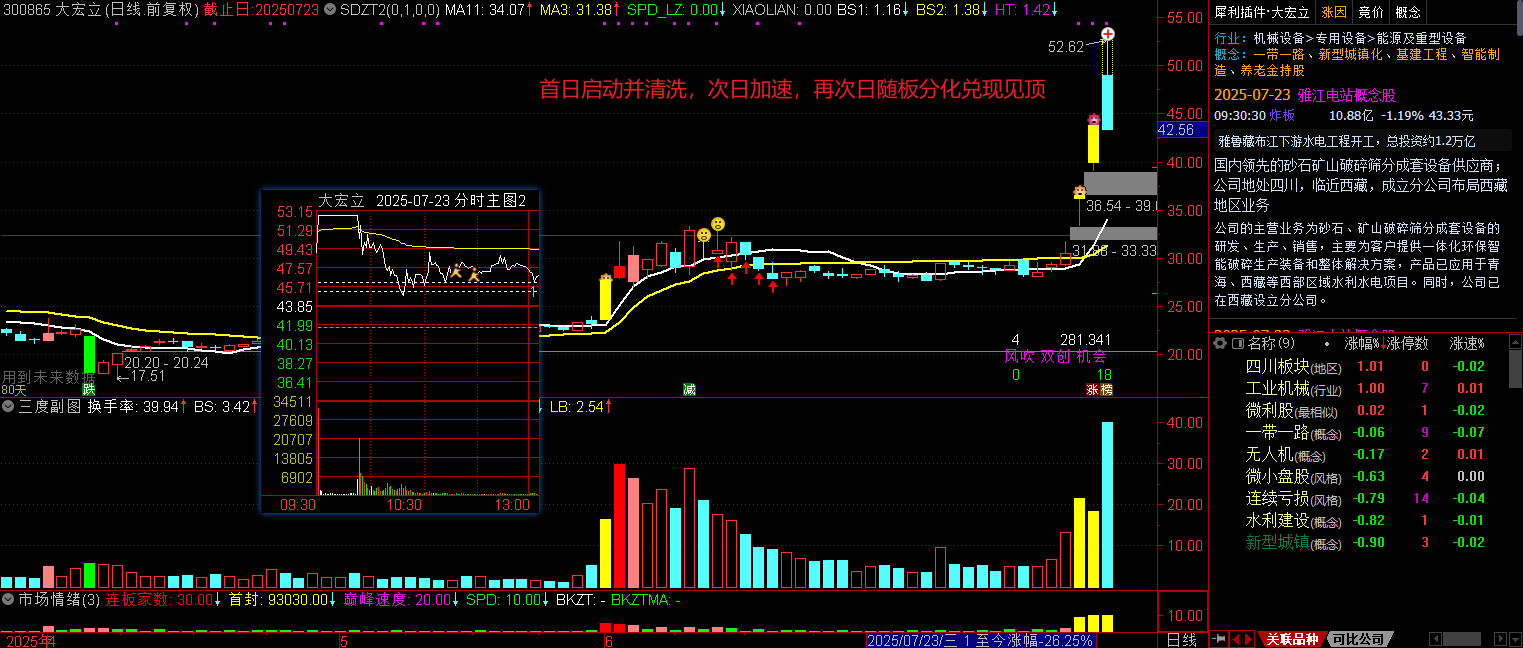 300865 大宏立(日线.前复权) 截止日:20250723 SDZT2(0,1,0,0) MA11: 34.07↑ MA3: 31.38↑ SPD_LZ: 0.00↓ XIAOLIAN: 0.00 BS1: 1.16↓ BS2: 1.38↓ HT: 1.42↓
52.62
首日启动并清洗，次日加速，再次日随板分化兑现见顶
55.00
50.00
45.00
42.56
40.00
35.00
30.00
25.00
20.00
36.54 - 39.0
31.98 - 33.33
大宏立 2025-07-23 分时主图2
53.15
51.29
49.43
47.57
45.71
43.85
41.99
40.13
38.27
36.41
34511
27609
20707
13805
6902
09:30 10:30 13:00
20.20 - 20.24
←17.51
用到未来数据
80天
跌
减
4 281.341
风吹 双创 机会
0 18
涨 榜
三度副图 换手率: 39.94↑ BS: 3.42↑
LB: 2.54↑
40.00
30.00
20.00
10.00
市场情绪(3) 连板家数: 30.00↓ 首封: 93030.00↓ 巅峰速度: 20.00↓ SPD: 10.00↓ BKZT: - BKZTMA: -
10.00
2025年4 5 6 2025/07/23/三 1 至今涨幅-26.25% 日线
犀利插件·大宏立 涨因 竞价 概念
行业: 机械设备>专用设备>能源及重型设备
概念: 一带一路、新型城镇化、基建工程、智能制
造、养老金持股
2025-07-23 雅江电站概念股
09:30:30 炸板 10.88亿 -1.19% 43.33元
雅鲁藏布江下游水电工程开工，总投资约1.2万亿
国内领先的砂石矿山破碎筛分成套设备供应商；
公司地处四川，临近西藏，成立分公司布局西藏
地区业务
公司的主营业务为砂石、矿山破碎筛分成套设备的
研发、生产、销售，主要为客户提供一体化环保智
能破碎生产装备和整体解决方案，产品已应用于青
海、西藏等西部区域水利水电项目。同时，公司已
在西藏设立分公司。
名称(9) 涨幅%↓ 涨停数 涨速%
四川板块(地区) 1.01 0 -0.02
工业机械(行业) 1.00 7 0.01
微利股(最相似) 0.02 1 -0.02
一带一路(概念) -0.06 9 -0.07
无人机(概念) -0.17 2 0.01
微小盘股(风格) -0.63 4 0.00
连续亏损(风格) -0.79 14 -0.04
水利建设(概念) -0.82 1 -0.01
新型城镇(概念) -0.90 3 -0.02
关联品种 可比公司